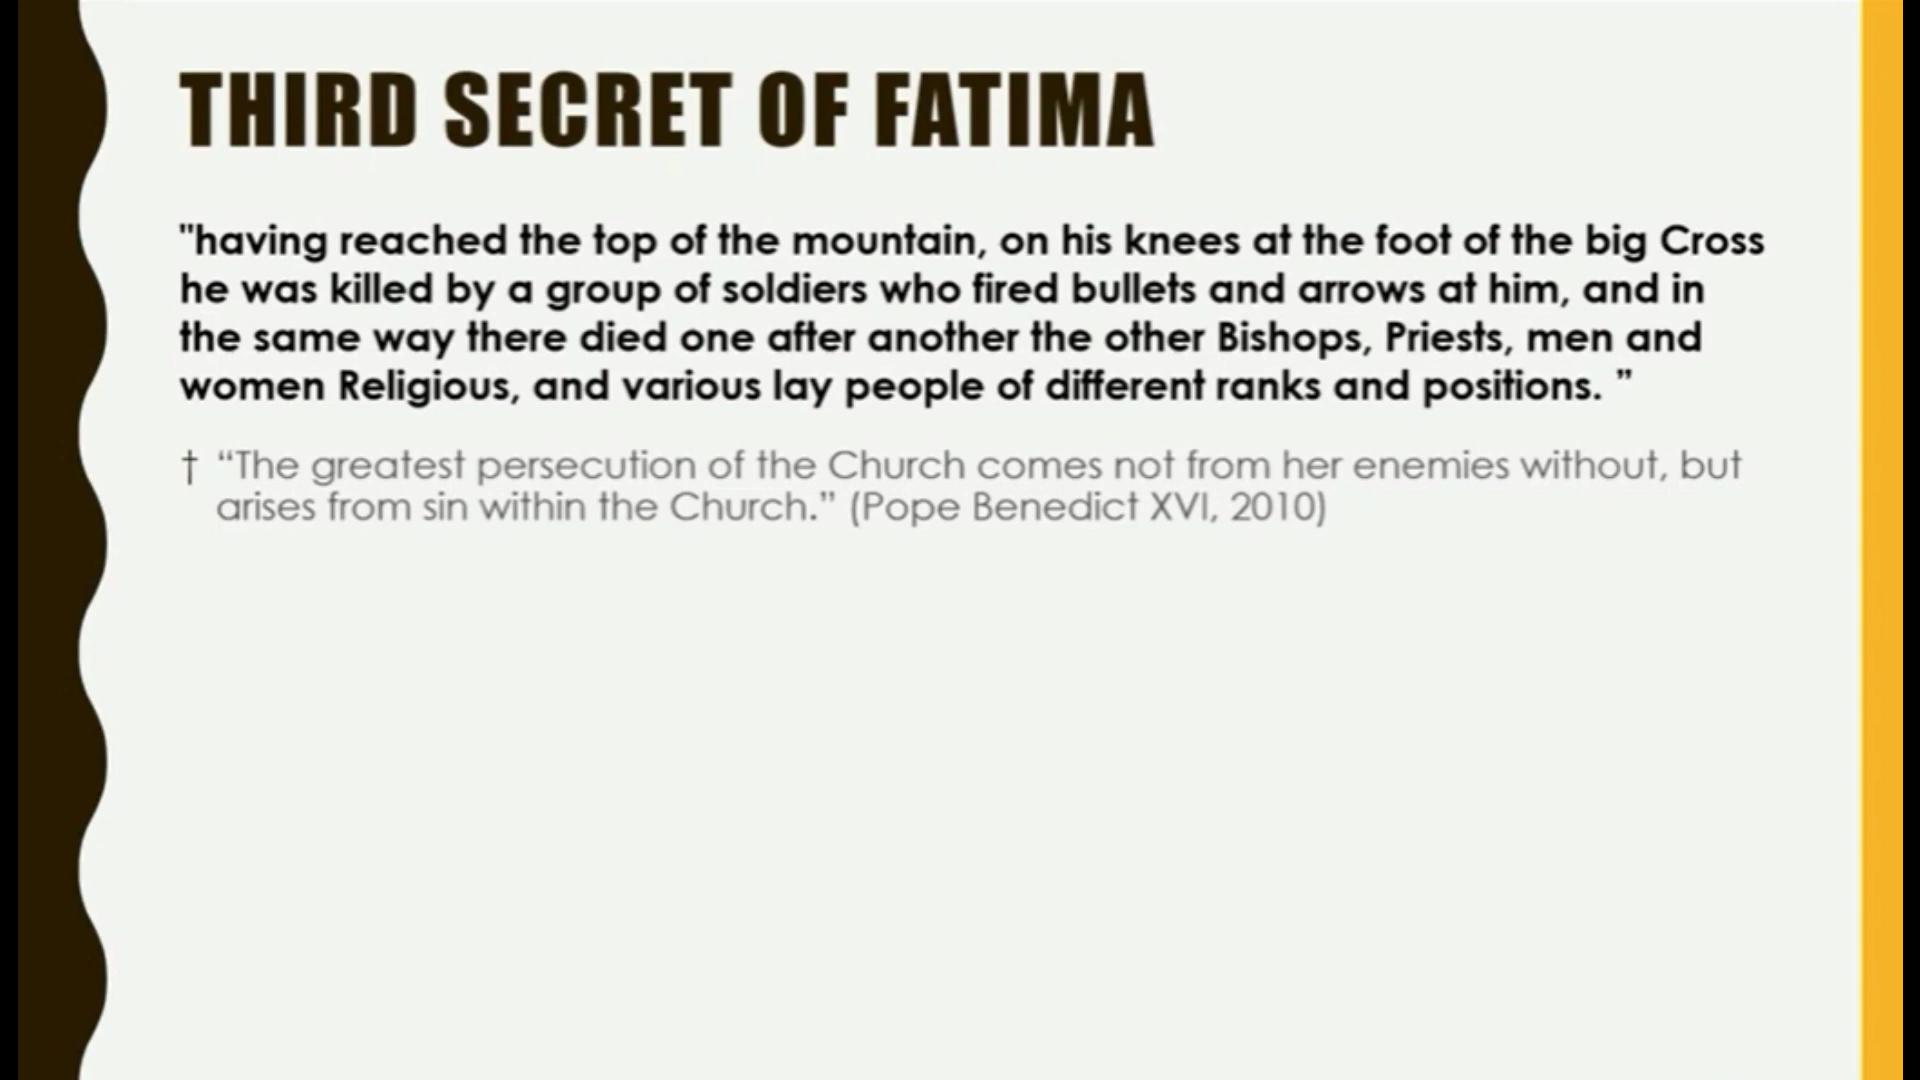 THIRD SECRET OF FATIMA
"having reached the top of the mountain, on his knees at the foot of the big Cross
he was killed by a group of soldiers who fired bullets and arrows at him, and in
the same way there died one after another the other Bishops, Priests, men and
women Religious, and various lay people of different ranks and positions. ”
† “The greatest persecution of the Church comes not from her enemies without, but
arises from sin within the Church.” (Pope Benedict XVI, 2010)